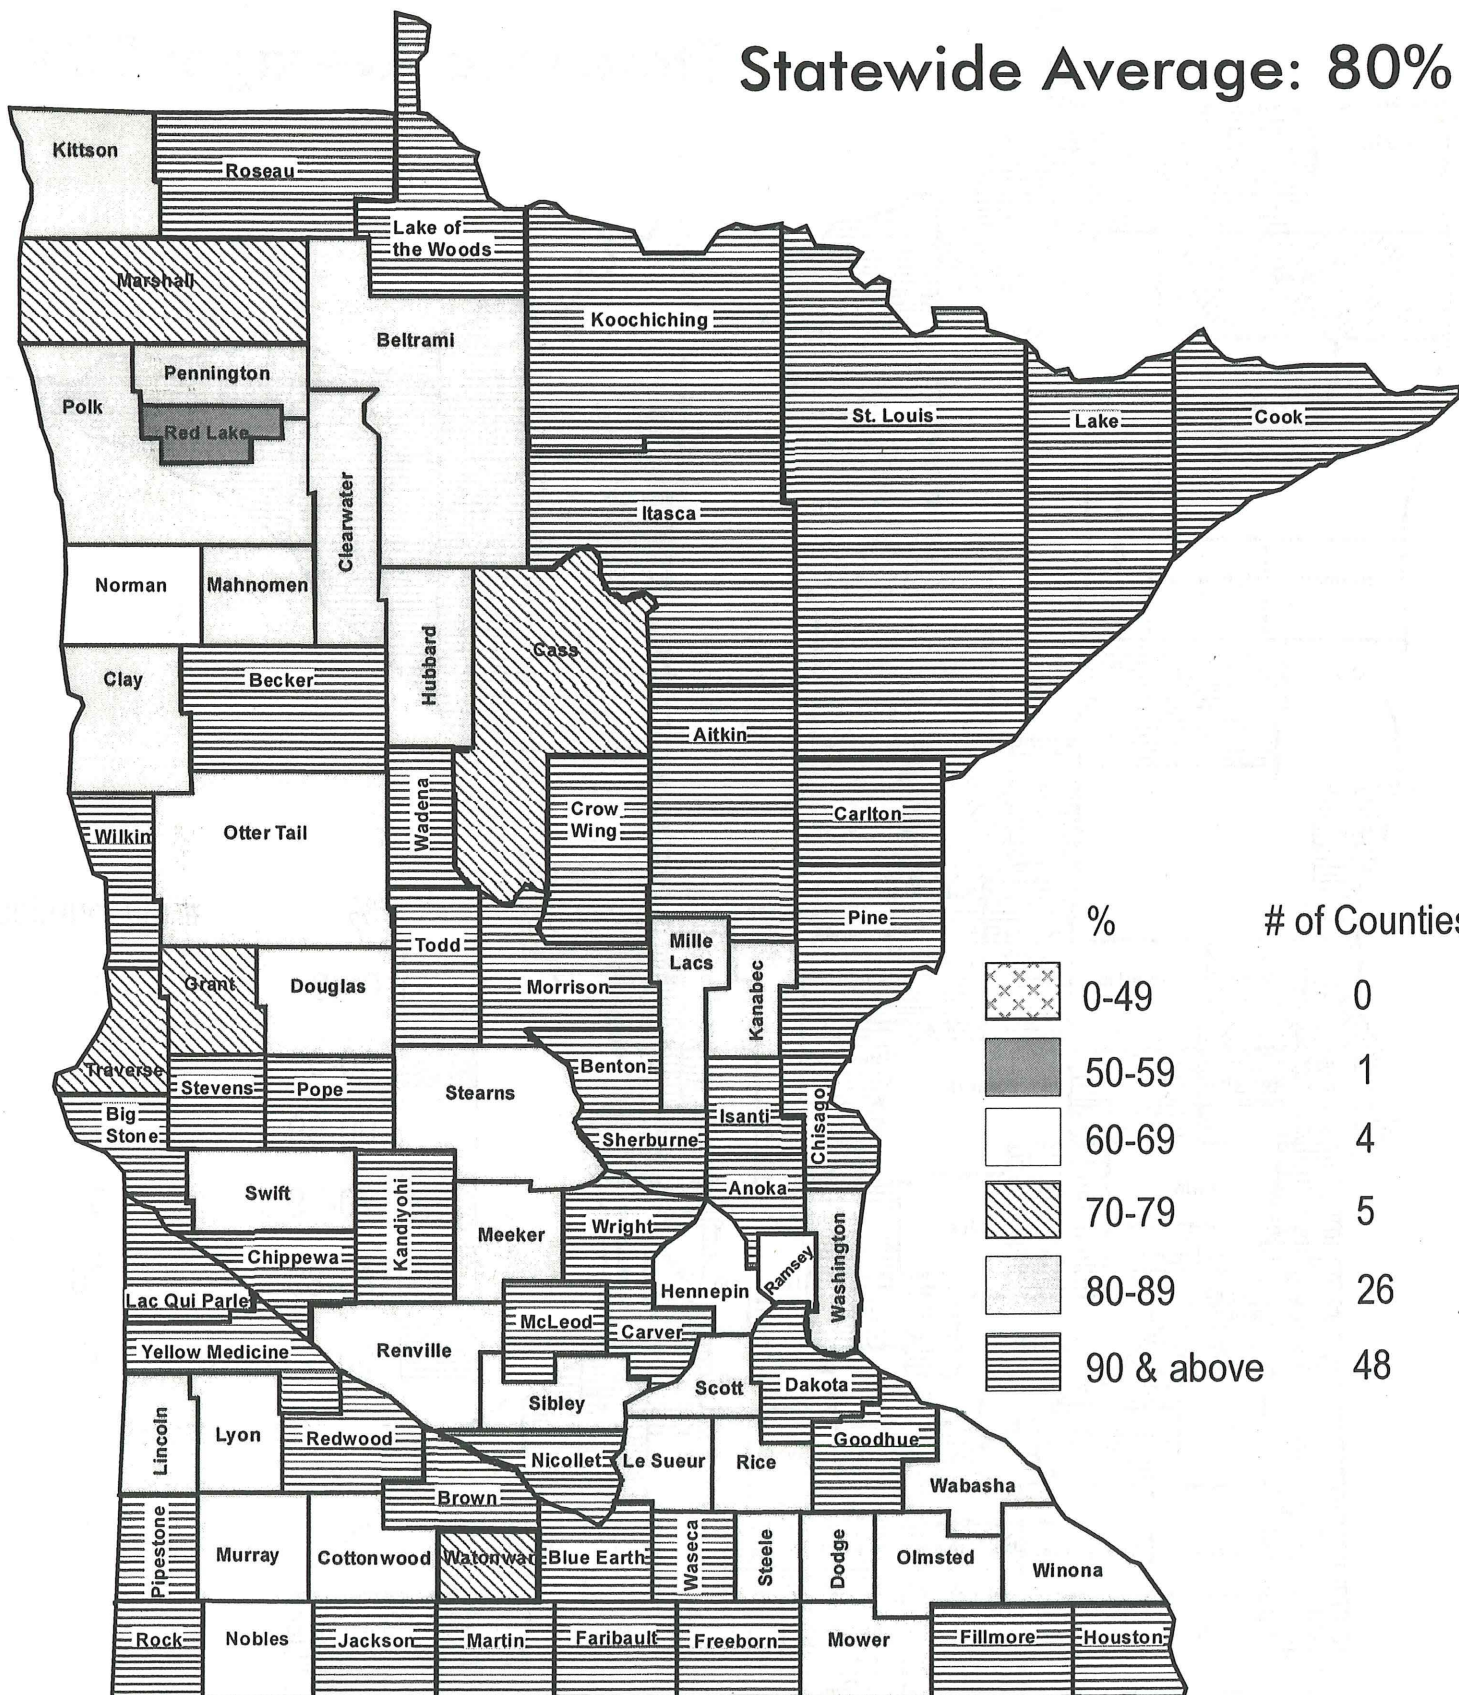 Statewide Average: 80%
Kittson
Roseau
Lake of
the Woods
Marshall
Koochiching
Beltrami
Pennington
Polk
Red Lake
St. Louis
Lake
Cook
Clearwater
Itasca
Norman
Mahnomen
Hubbard
Cass
Clay
Becker
Aitkin
Wadena
Crow
Wing
Carlton
Wilkin
Otter Tail
Pine
Todd
Mille
Lacs
Kanabec
Grant
Douglas
Morrison
Traverse
Stevens
Pope
Stearns
Benton
Big
Stone
Isanti
Chisago
Sherburne
Swift
Kandiyohi
Anoka
Meeker
Wright
Washington
Chippewa
Hennepin
Ramsey
Lac Qui Parle
McLeod
Carver
Yellow Medicine
Renville
Scott
Dakota
Sibley
Lincoln
Lyon
Redwood
Goodhue
Nicollet
Le Sueur
Rice
Wabasha
Brown
Pipestone
Murray
Cottonwood
Watonwan
Blue Earth
Waseca
Steele
Dodge
Olmsted
Winona
Rock
Nobles
Jackson
Martin
Faribault
Freeborn
Mower
Fillmore
Houston
% # of Counties
0-49 0
50-59 1
60-69 4
70-79 5
80-89 26
90 & above 48